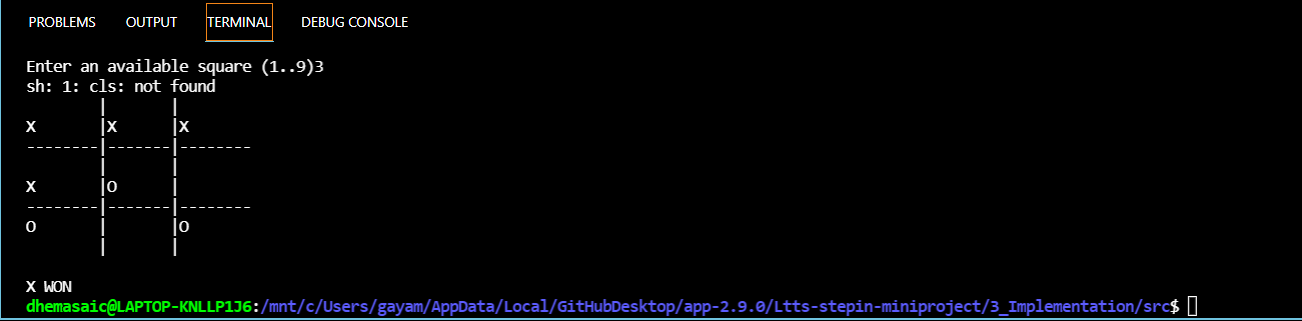 PROBLEMS OUTPUT TERMINAL DEBUG CONSOLE
Enter an available square (1..9)3
sh: 1: cls: not found
        |       |
X       |X      |X
--------|-------|--------
        |       |
X       |O      |
--------|-------|--------
O       |       |O
        |       |
X WON
dhemasaic@LAPTOP-KNLLP1J6:/mnt/c/Users/gayam/AppData/Local/GitHubDesktop/app-2.9.0/Ltts-stepin-miniproject/3_Implementation/src$